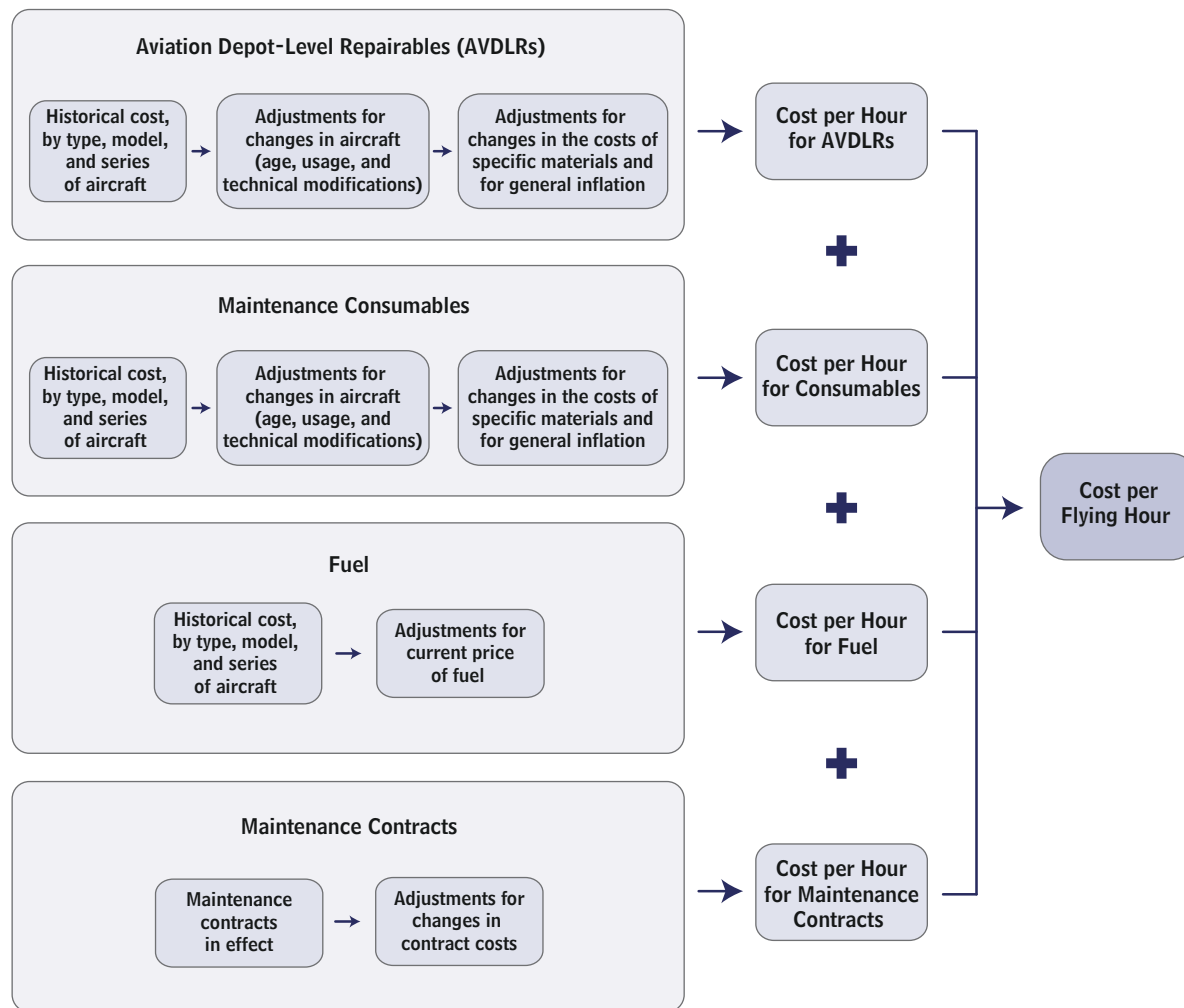 Aviation Depot-Level Repairables (AVDLRs)
Historical cost,
by type, model,
and series
of aircraft
Adjustments for
changes in aircraft
(age, usage, and
technical modifications)
Adjustments for
changes in the costs of
specific materials and
for general inflation
Cost per Hour
for AVDLRs
Maintenance Consumables
Historical cost,
by type, model,
and series
of aircraft
Adjustments for
changes in aircraft
(age, usage, and
technical modifications)
Adjustments for
changes in the costs of
specific materials and
for general inflation
Cost per Hour
for Consumables
Cost per
Flying Hour
Fuel
Historical cost,
by type, model,
and series
of aircraft
Adjustments for
current price
of fuel
Cost per Hour
for Fuel
Maintenance Contracts
Maintenance
contracts
in effect
Adjustments for
changes in
contract costs
Cost per Hour
for Maintenance
Contracts